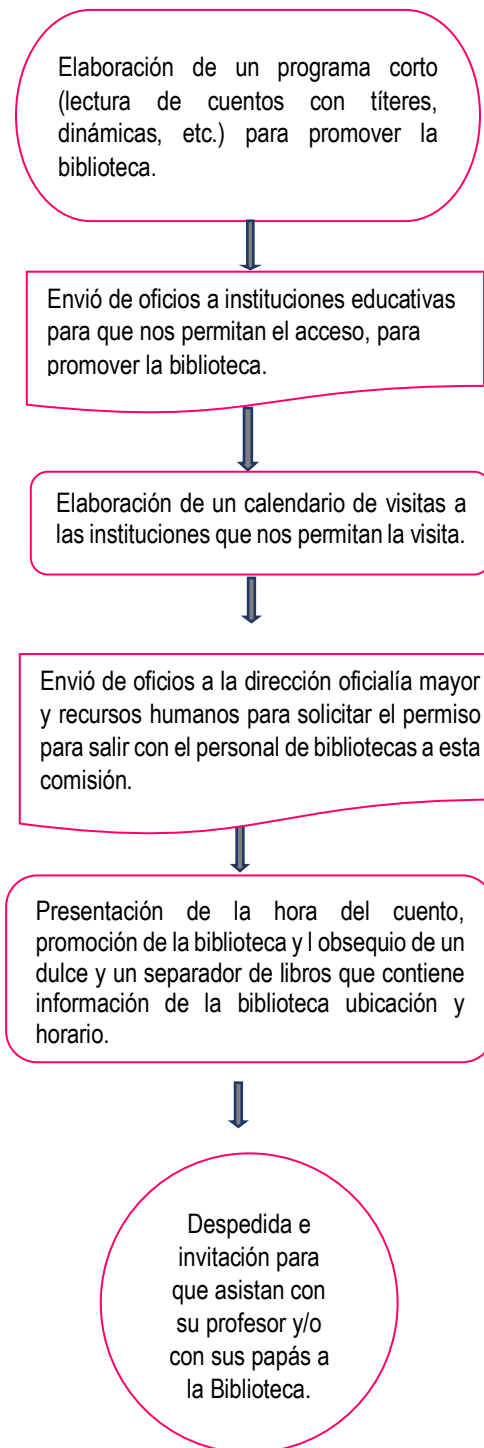 Elaboración de un programa corto
(lectura de cuentos con títeres,
dinámicas, etc.) para promover la
biblioteca.
Envió de oficios a instituciones educativas
para que nos permitan el acceso, para
promover la biblioteca.
Elaboración de un calendario de visitas a
las instituciones que nos permitan la visita.
Envió de oficios a la dirección oficialía mayor
y recursos humanos para solicitar el permiso
para salir con el personal de bibliotecas a esta
comisión.
Presentación de la hora del cuento,
promoción de la biblioteca y l obsequio de un
dulce y un separador de libros que contiene
información de la biblioteca ubicación y
horario.
Despedida e
invitación para
que asistan con
su profesor y/o
con sus papás a
la Biblioteca.